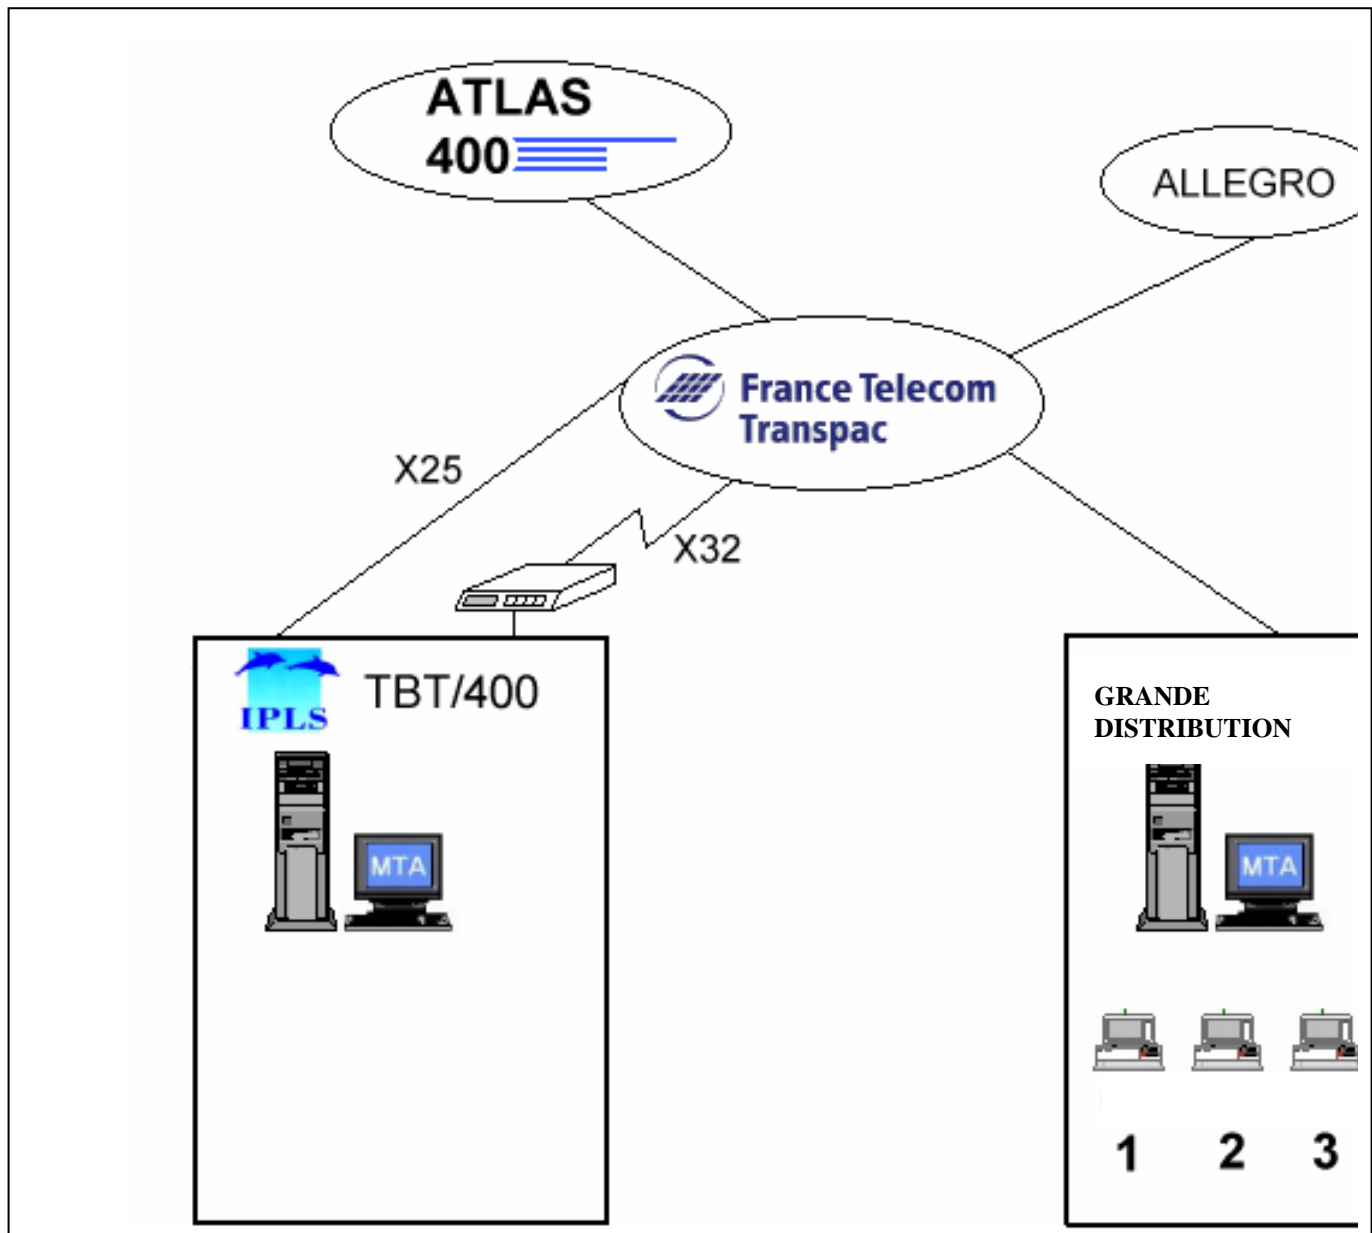 ATLAS
400
ALLEGRO
France Telecom
Transpac
X25
X32
IPLS
TBT/400
GRANDE
DISTRIBUTION
MTA
MTA
1 2 3